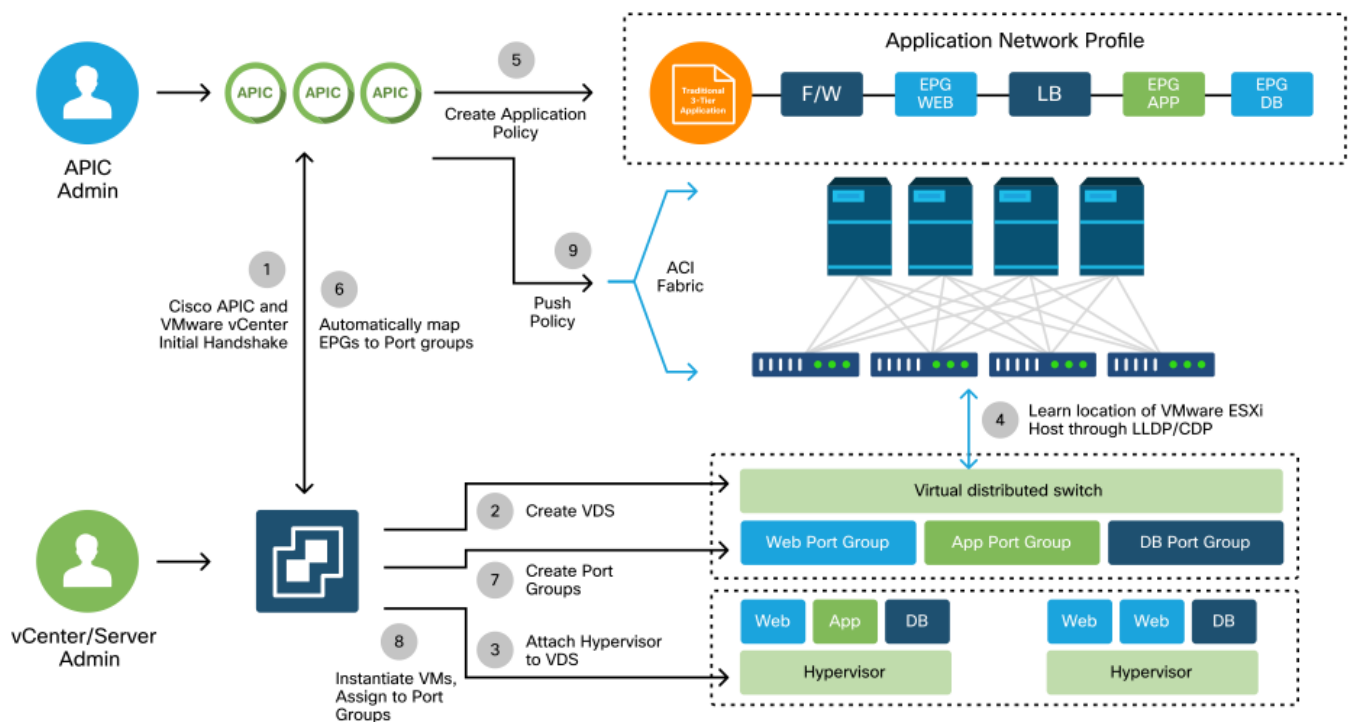 Application Network Profile
APIC
Admin
APIC
APIC
APIC
5
Create Application
Policy
Traditional
3-Tier
Application
F/W
EPG
WEB
LB
EPG
APP
EPG
DB
1
Cisco APIC and
VMware vCenter
Initial Handshake
6
Automatically map
EPGs to Port groups
9
Push
Policy
ACI
Fabric
4
Learn location of VMware ESXi
Host through LLDP/CDP
vCenter/Server
Admin
2
Create VDS
7
Create Port
Groups
3
Attach Hypervisor
to VDS
8
Instantiate VMs,
Assign to Port
Groups
Virtual distributed switch
Web Port Group
App Port Group
DB Port Group
Web
App
DB
Hypervisor
Web
Web
DB
Hypervisor